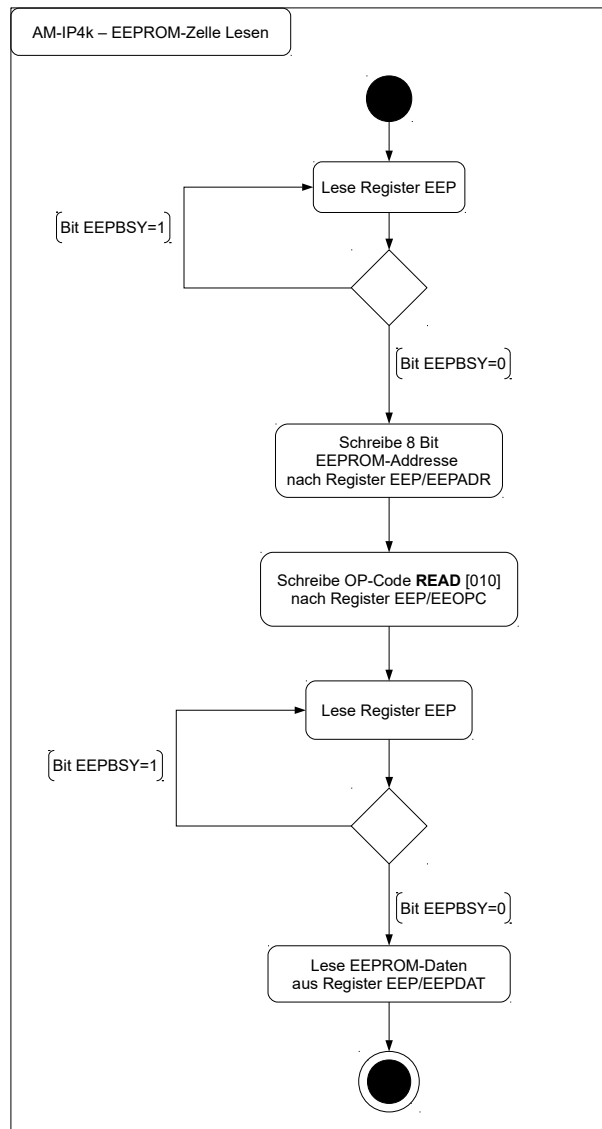 AM-IP4k – EEPROM-Zelle Lesen
Lese Register EEP
[Bit EEPBSY=1]
[Bit EEPBSY=0]
Schreibe 8 Bit
EEPROM-Addresse
nach Register EEP/EEPADR
Schreibe OP-Code READ [010]
nach Register EEP/EEOPC
Lese Register EEP
[Bit EEPBSY=1]
[Bit EEPBSY=0]
Lese EEPROM-Daten
aus Register EEP/EEPDAT